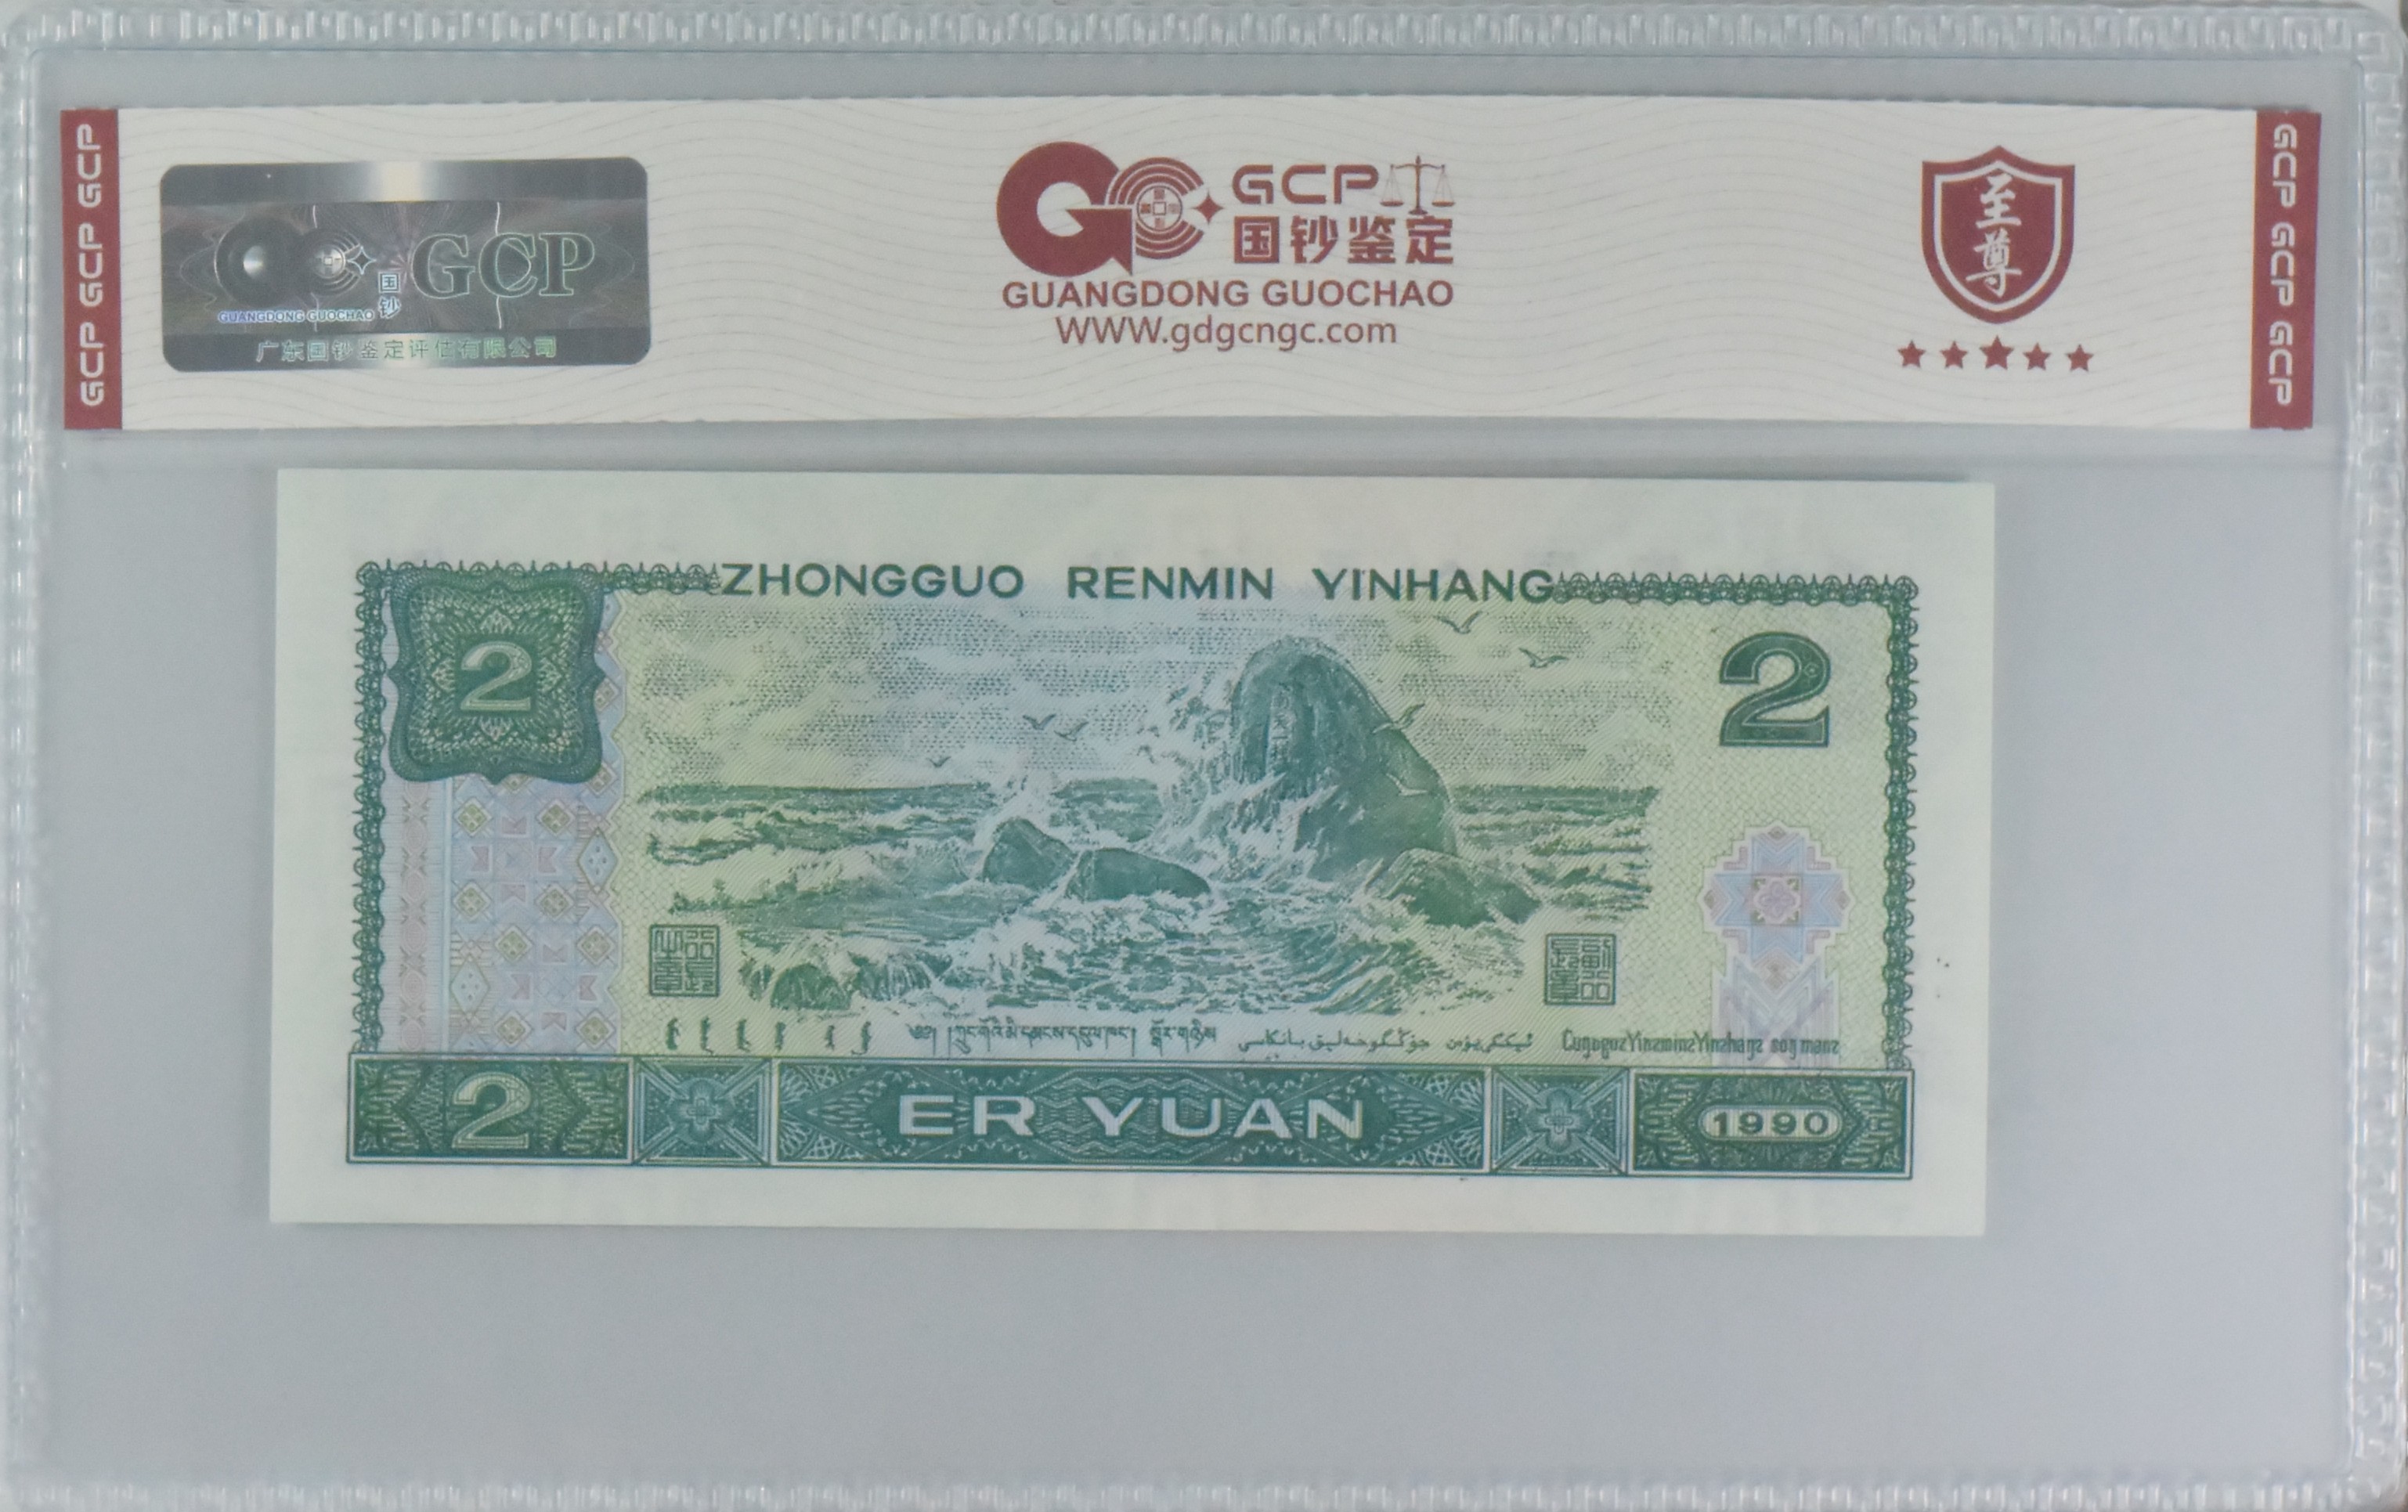 GCP GCP GCP
GCP
国钞
GUANGDONG GUOCHAO
广东国钞鉴定评估有限公司
GCP
国钞鉴定
GUANGDONG GUOCHAO
WWW.gdgcngc.com
至尊
GCP GCP GCP
ZHONGGUO RENMIN YINHANG
2
2
2
ER YUAN
1990